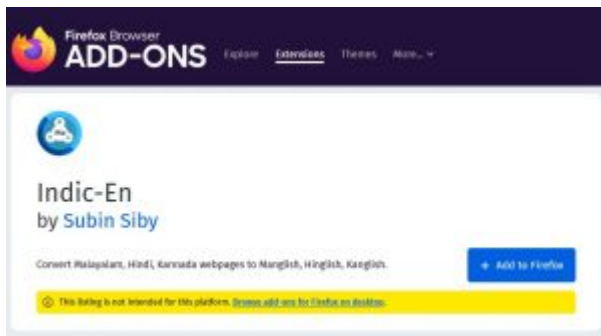 Firefox Browser
ADD-ONS
Explore Extensions Themes More...
Indic-En
by Subin Siby
Convert Malayalam, Hindi, Kannada webpages to Manglish, Hinglish, Kanglish.
+ Add to Firefox
This listing is not intended for this platform. Browse add-ons for Firefox on desktop.